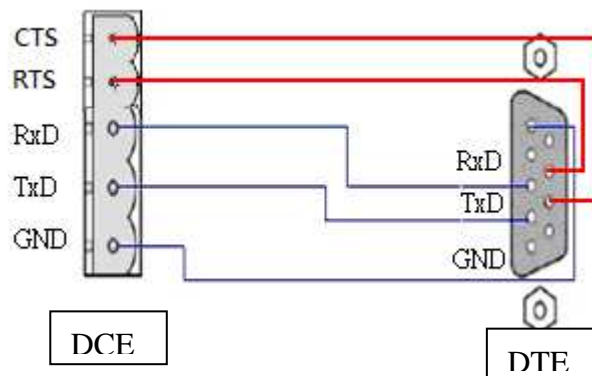 CTS
RTS
RxD
TxD
GND
RxD
TxD
GND
DCE
DTE